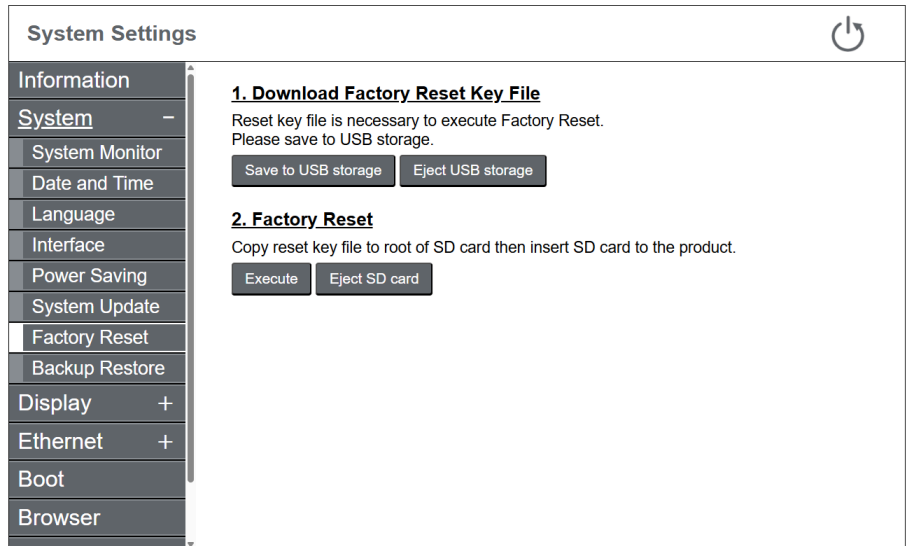 System Settings
Information
System −
System Monitor
Date and Time
Language
Interface
Power Saving
System Update
Factory Reset
Backup Restore
Display +
Ethernet +
Boot
Browser
1. Download Factory Reset Key File
Reset key file is necessary to execute Factory Reset.
Please save to USB storage.
Save to USB storage Eject USB storage
2. Factory Reset
Copy reset key file to root of SD card then insert SD card to the product.
Execute Eject SD card